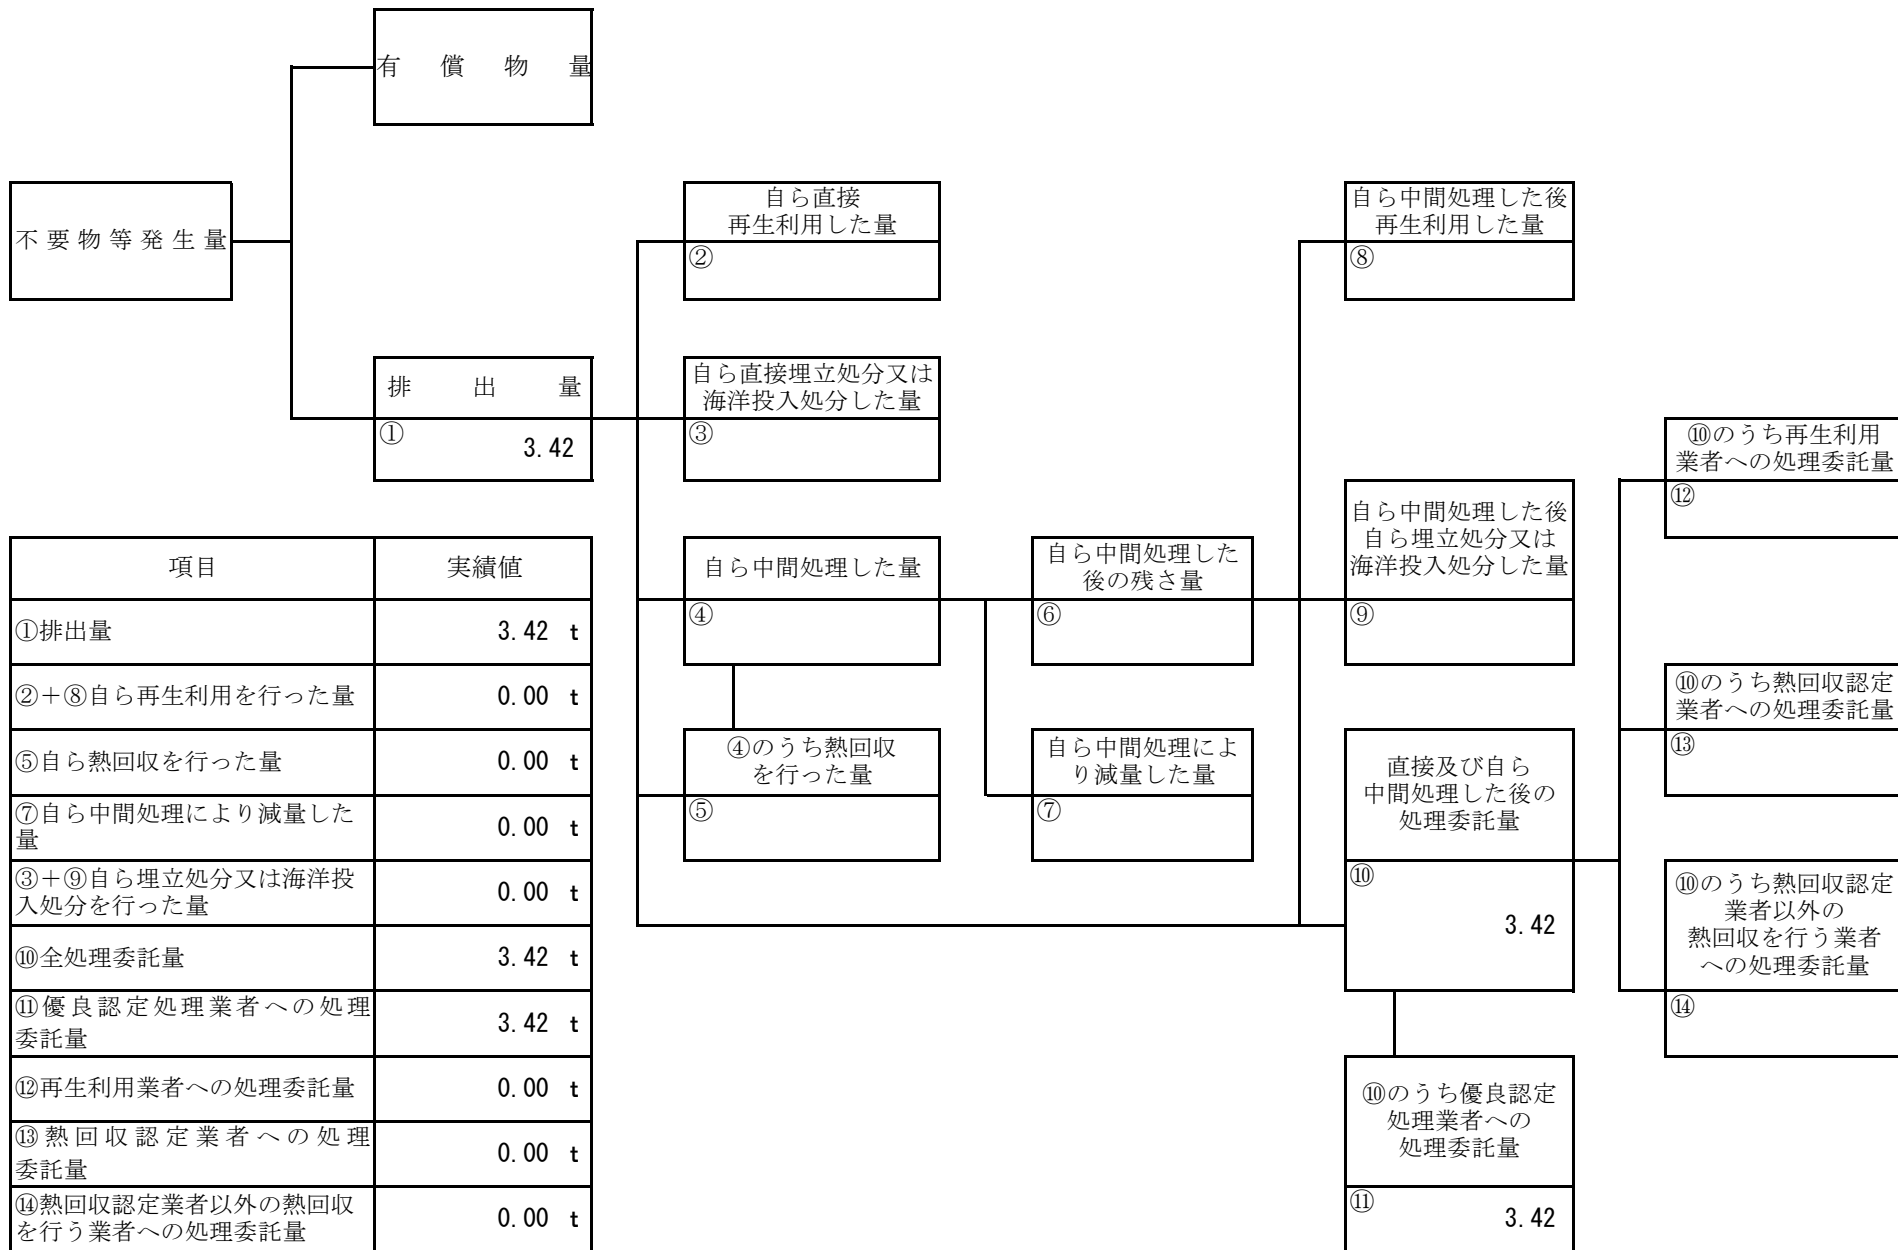 有償物量
不要物等発生量
自ら直接
再生利用した量
②
自ら中間処理した後
再生利用した量
⑧
排出量
①
3.42
自ら直接埋立処分又は
海洋投入処分した量
③
⑩のうち再生利用
業者への処理委託量
⑫
自ら中間処理した量
④
自ら中間処理した
後の残さ量
⑥
自ら中間処理した後
自ら埋立処分又は
海洋投入処分した量
⑨
⑩のうち熱回収認定
業者への処理委託量
⑬
④のうち熱回収
を行った量
⑤
自ら中間処理によ
り減量した量
⑦
直接及び自ら
中間処理した後の
処理委託量
⑩
3.42
⑩のうち熱回収認定
業者以外の
熱回収を行う業者
への処理委託量
⑭
⑩のうち優良認定
処理業者への
処理委託量
⑪
3.42
項目 実績値
①排出量 3.42 t
②+⑧自ら再生利用を行った量 0.00 t
⑤自ら熱回収を行った量 0.00 t
⑦自ら中間処理により減量した
量 0.00 t
③+⑨自ら埋立処分又は海洋投
入処分を行った量 0.00 t
⑩全処理委託量 3.42 t
⑪優良認定処理業者への処理
委託量 3.42 t
⑫再生利用業者への処理委託量 0.00 t
⑬熱回収認定業者への処理
委託量 0.00 t
⑭熱回収認定業者以外の熱回収
を行う業者への処理委託量 0.00 t